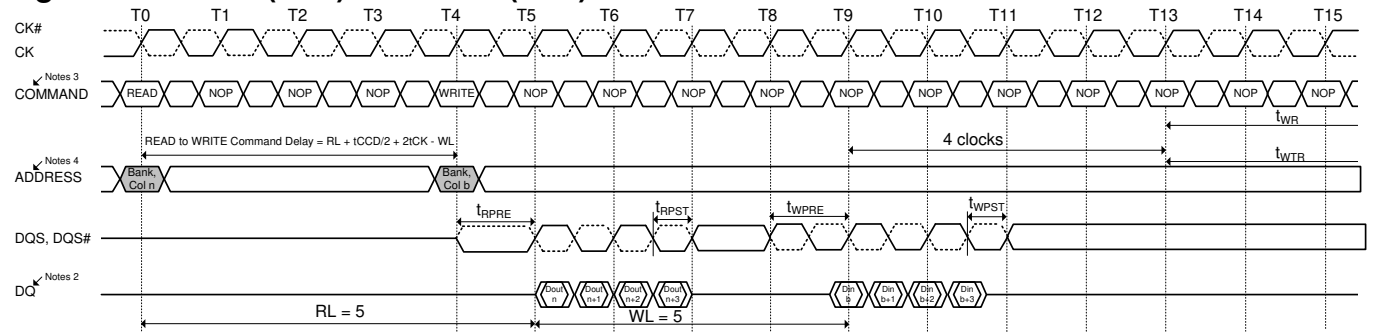 T0 T1 T2 T3 T4 T5 T6 T7 T8 T9 T10 T11 T12 T13 T14 T15
CK#
CK
Notes 3
COMMAND READ NOP NOP NOP WRITE NOP NOP NOP NOP NOP NOP NOP NOP NOP NOP NOP
tWR
READ to WRITE Command Delay = RL + tCCD/2 + 2tCK - WL
4 clocks
tWTR
Notes 4
ADDRESS
Bank, Col n
Bank, Col b
tRPRE tRPST tWPRE tWPST
DQS, DQS#
Notes 2
DQ
Dout n
Dout n+1
Dout n+2
Dout n+3
Din b
Din b+1
Din b+2
Din b+3
RL = 5 WL = 5